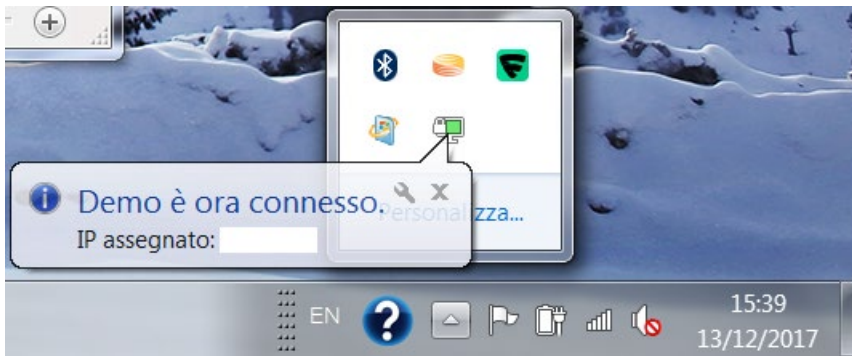 Demo è ora connesso.
IP assegnato:
Personalizza...
EN
15:39
13/12/2017